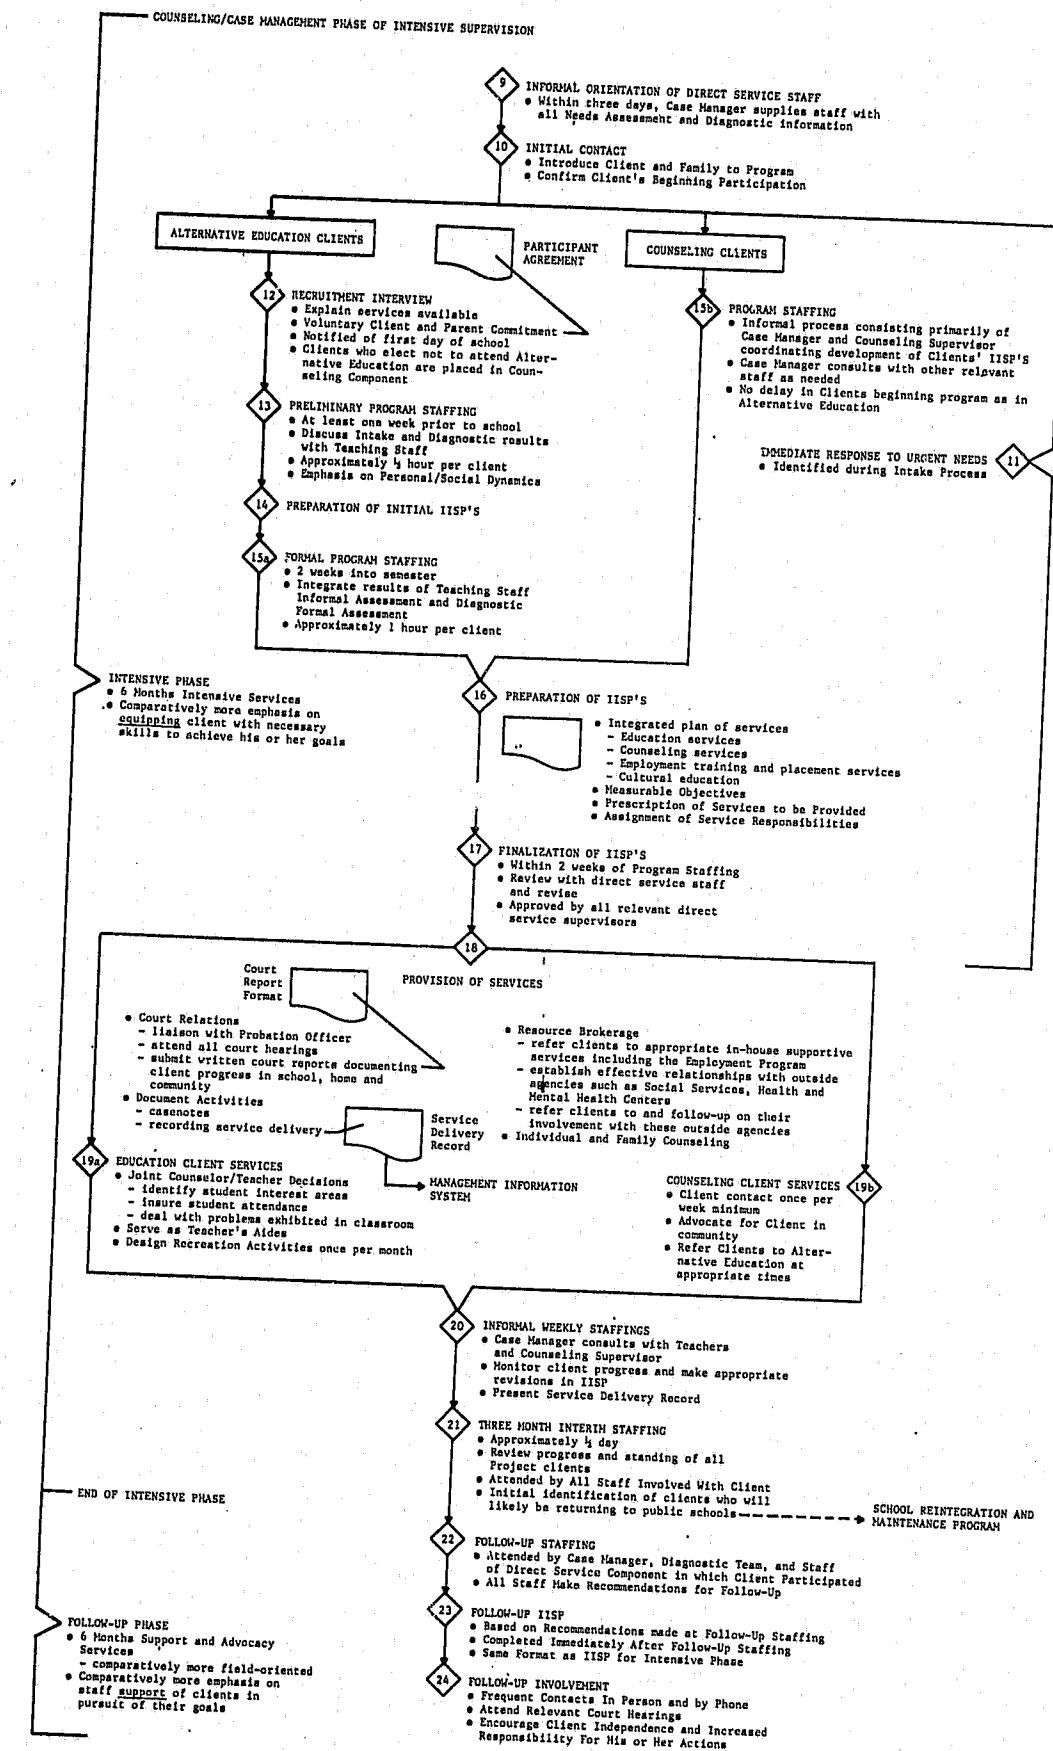 COUNSELING/CASE MANAGEMENT PHASE OF INTENSIVE SUPERVISION
9
INFORMAL ORIENTATION OF DIRECT SERVICE STAFF
• Within three days, Case Manager supplies staff with
all Needs Assessment and Diagnostic information
10
INITIAL CONTACT
• Introduce Client and Family to Program
• Confirm Client's Beginning Participation
ALTERNATIVE EDUCATION CLIENTS
PARTICIPANT
AGREEMENT
COUNSELING CLIENTS
12
RECRUITMENT INTERVIEW
• Explain services available
• Voluntary Client and Parent Commitment
• Notified of first day of school
• Clients who elect not to attend Alter-
native Education are placed in Coun-
seling Component
15b
PROGRAM STAFFING
• Informal process consisting primarily of
Case Manager and Counseling Supervisor
coordinating development of Clients' IISP'S
• Case Manager consults with other relevant
staff as needed
• No delay in Clients beginning program as in
Alternative Education
13
PRELIMINARY PROGRAM STAFFING
• At least one week prior to school
• Discuss Intake and Diagnostic results
with Teaching Staff
• Approximately ½ hour per client
• Emphasis on Personal/Social Dynamics
IMMEDIATE RESPONSE TO URGENT NEEDS
• Identified during Intake Process
11
14
PREPARATION OF INITIAL IISP'S
15a
FORMAL PROGRAM STAFFING
• 2 weeks into semester
• Integrate results of Teaching Staff
Informal Assessment and Diagnostic
Formal Assessment
• Approximately 1 hour per client
INTENSIVE PHASE
• 6 Months Intensive Services
• Comparatively more emphasis on
equipping client with necessary
skills to achieve his or her goals
16
PREPARATION OF IISP'S
• Integrated plan of services
- Education services
- Counseling services
- Employment training and placement services
- Cultural education
• Measurable Objectives
• Prescription of Services to be Provided
• Assignment of Service Responsibilities
17
FINALIZATION OF IISP'S
• Within 2 weeks of Program Staffing
• Review with direct service staff
and revise
• Approved by all relevant direct
service supervisors
18
PROVISION OF SERVICES
Court
Report
Format
• Court Relations
- liaison with Probation Officer
- attend all court hearings
- submit written court reports documenting
client progress in school, home and
community
• Document Activities
- casenotes
- recording service delivery
Service
Delivery
Record
MANAGEMENT INFORMATION
SYSTEM
• Resource Brokerage
- refer clients to appropriate in-house supportive
services including the Employment Program
- establish effective relationships with outside
agencies such as Social Services, Health and
Mental Health Centers
- refer clients to and follow-up on their
involvement with these outside agencies
• Individual and Family Counseling
19a
EDUCATION CLIENT SERVICES
• Joint Counselor/Teacher Decisions
- identify student interest areas
- insure student attendance
- deal with problems exhibited in classroom
• Serve as Teacher's Aides
• Design Recreation Activities once per month
COUNSELING CLIENT SERVICES
19b
• Client contact once per
week minimum
• Advocate for Client in
community
• Refer Clients to Alter-
native Education at
appropriate times
20
INFORMAL WEEKLY STAFFINGS
• Case Manager consults with Teachers
and Counseling Supervisor
• Monitor client progress and make appropriate
revisions in IISP
• Present Service Delivery Record
21
THREE MONTH INTERIM STAFFING
• Approximately ½ day
• Review progress and standing of all
Project clients
• Attended by All Staff Involved With Client
• Initial identification of clients who will
likely be returning to public schools
SCHOOL REINTEGRATION AND
MAINTENANCE PROGRAM
END OF INTENSIVE PHASE
22
FOLLOW-UP STAFFING
• Attended by Case Manager, Diagnostic Team, and Staff
of Direct Service Component in which Client Participated
• All Staff Make Recommendations for Follow-Up
23
FOLLOW-UP IISP
• Based on Recommendations made at Follow-Up Staffing
• Completed Immediately After Follow-Up Staffing
• Same Format as IISP for Intensive Phase
FOLLOW-UP PHASE
• 6 Months Support and Advocacy
Services
- comparatively more field-oriented
• Comparatively more emphasis on
staff support of clients in
pursuit of their goals
24
FOLLOW-UP INVOLVEMENT
• Frequent Contacts In Person and by Phone
• Attend Relevant Court Hearings
• Encourage Client Independence and Increased
Responsibility For His or Her Actions